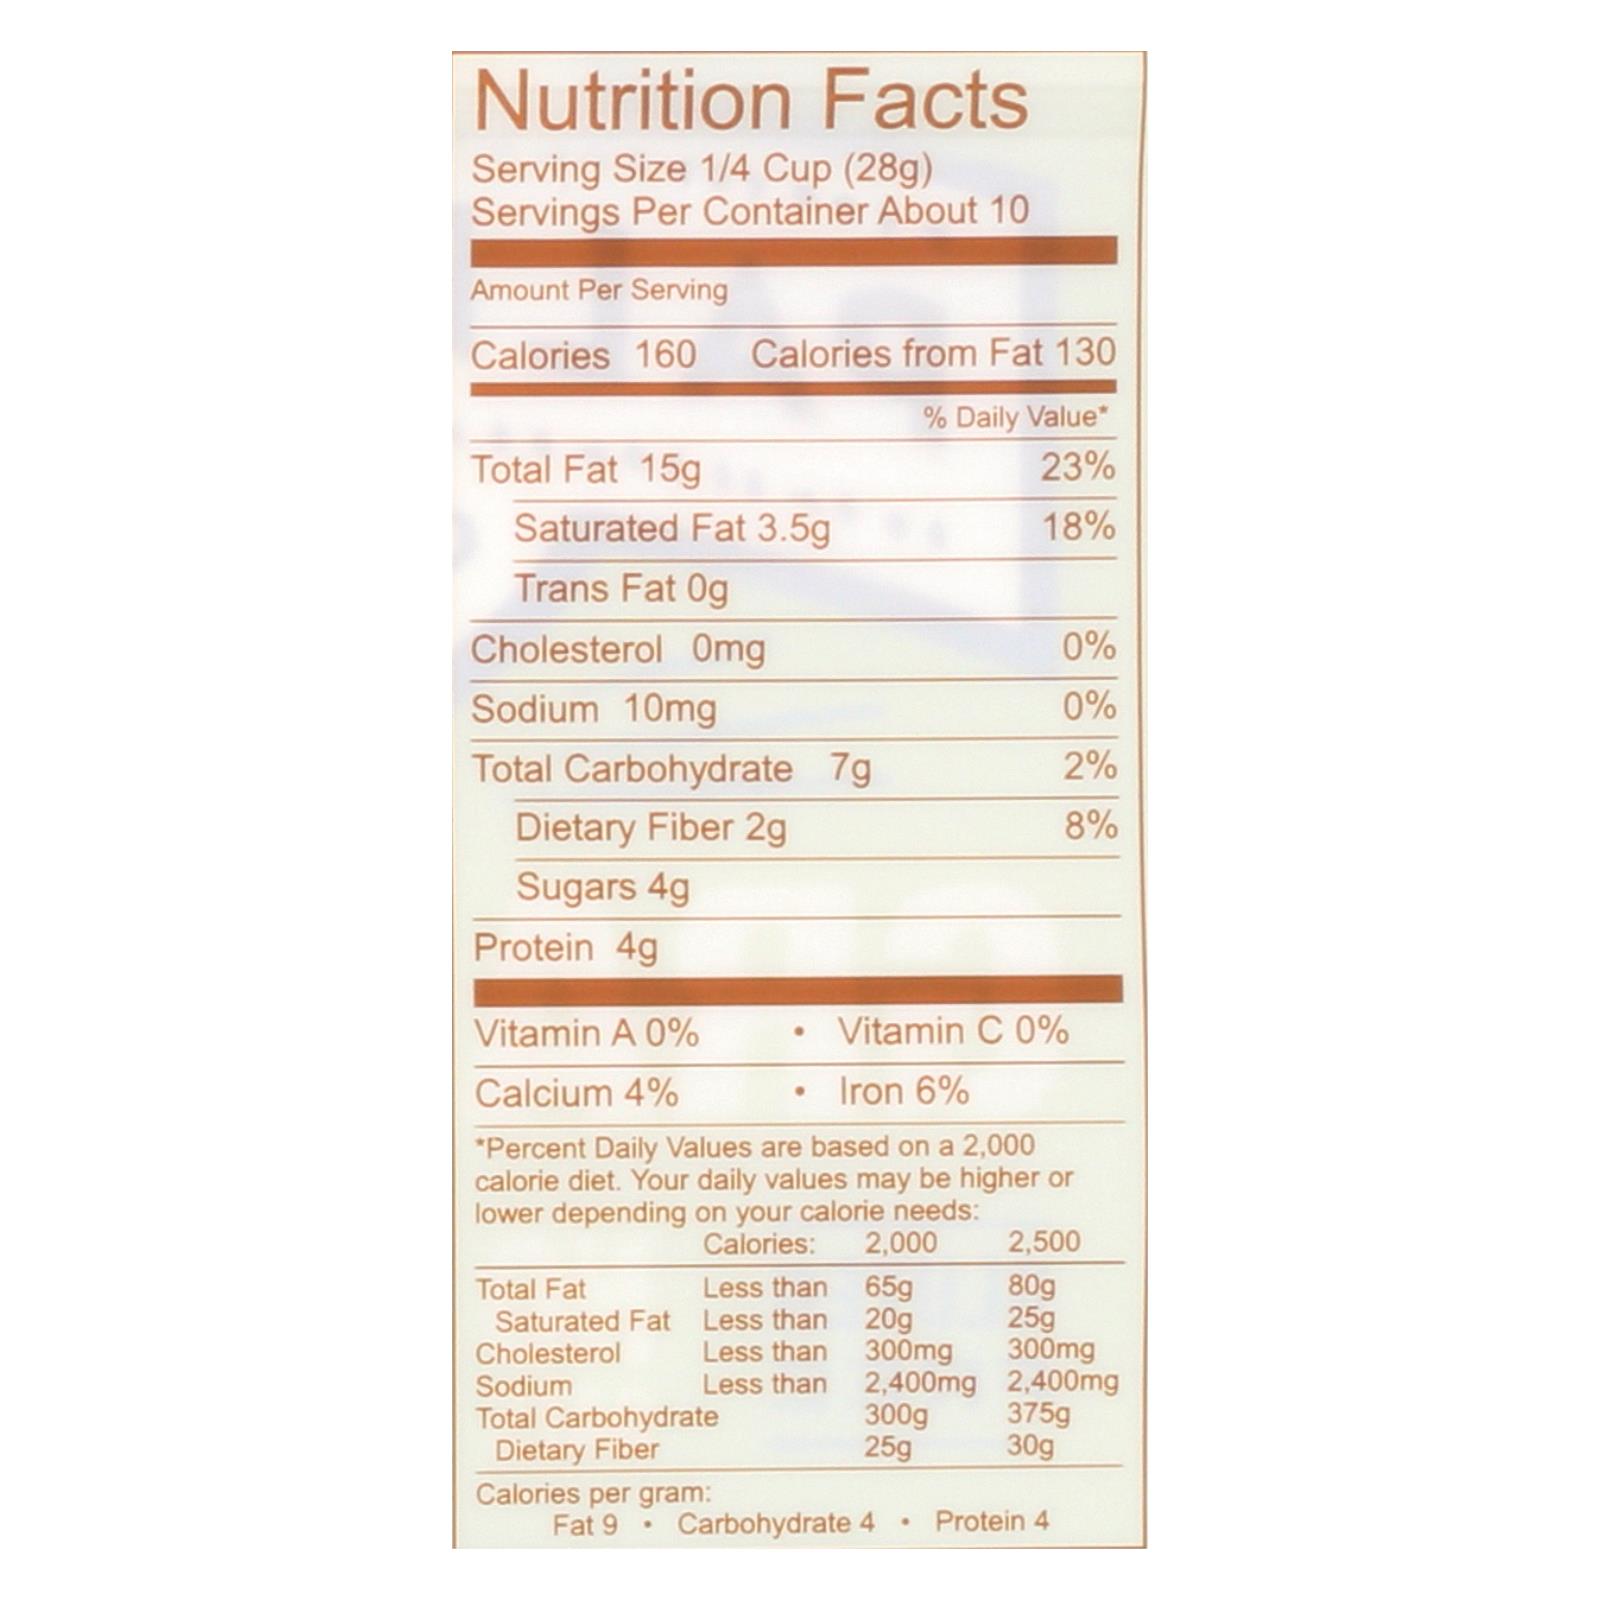 Nutrition Facts
Serving Size 1/4 Cup (28g)
Servings Per Container About 10
Amount Per Serving
Calories 160 Calories from Fat 130
% Daily Value*
Total Fat 15g 23%
Saturated Fat 3.5g 18%
Trans Fat 0g
Cholesterol 0mg 0%
Sodium 10mg 0%
Total Carbohydrate 7g 2%
Dietary Fiber 2g 8%
Sugars 4g
Protein 4g
Vitamin A 0% • Vitamin C 0%
Calcium 4% • Iron 6%
*Percent Daily Values are based on a 2,000
calorie diet. Your daily values may be higher or
lower depending on your calorie needs:
Calories: 2,000 2,500
Total Fat Less than 65g 80g
Saturated Fat Less than 20g 25g
Cholesterol Less than 300mg 300mg
Sodium Less than 2,400mg 2,400mg
Total Carbohydrate 300g 375g
Dietary Fiber 25g 30g
Calories per gram:
Fat 9 • Carbohydrate 4 • Protein 4